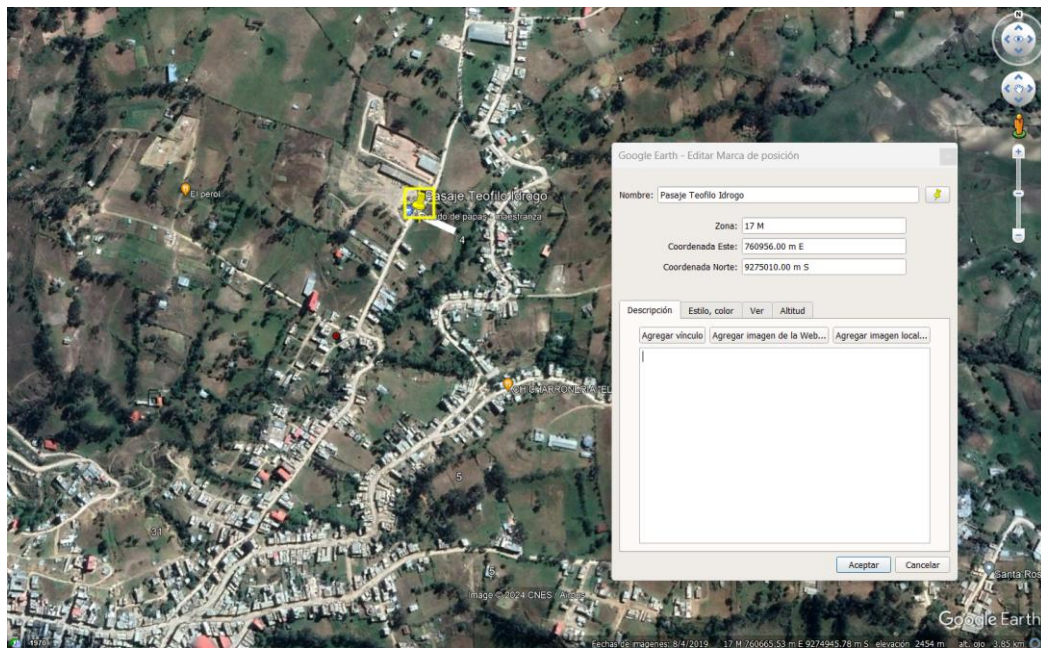 N
Google Earth - Editar Marca de posición
Nombre: Pasaje Teofilo Idrogo
Zona: 17 M
Coordenada Este: 760956.00 m E
Coordenada Norte: 9275010.00 m S
Descripción Estilo, color Ver Altitud
Agregar vínculo Agregar imagen de la Web... Agregar imagen local...
Aceptar Cancelar
El perol
Pasaje Teofilo Idrogo
de papas - maestranza
4
CHICHARRONERIA "EL
5
31
5
Santa Ros
Image © 2024 CNES / Airbus
Google Earth
1970
Fechas de imágenes: 8/4/2019 17 M 760665.53 m E 9274945.78 m S elevación 2454 m alt. ojo 3.85 km